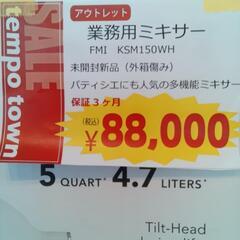 SALE
tempo town
アウトレット
業務用ミキサー
FMI KSM150WH
未開封新品（外箱傷み）
パティシエにも人気の多機能ミキサー
保証3ヶ月
(税込)
¥88,000
5 QUART* 4.7 LITERS*
Tilt-Head